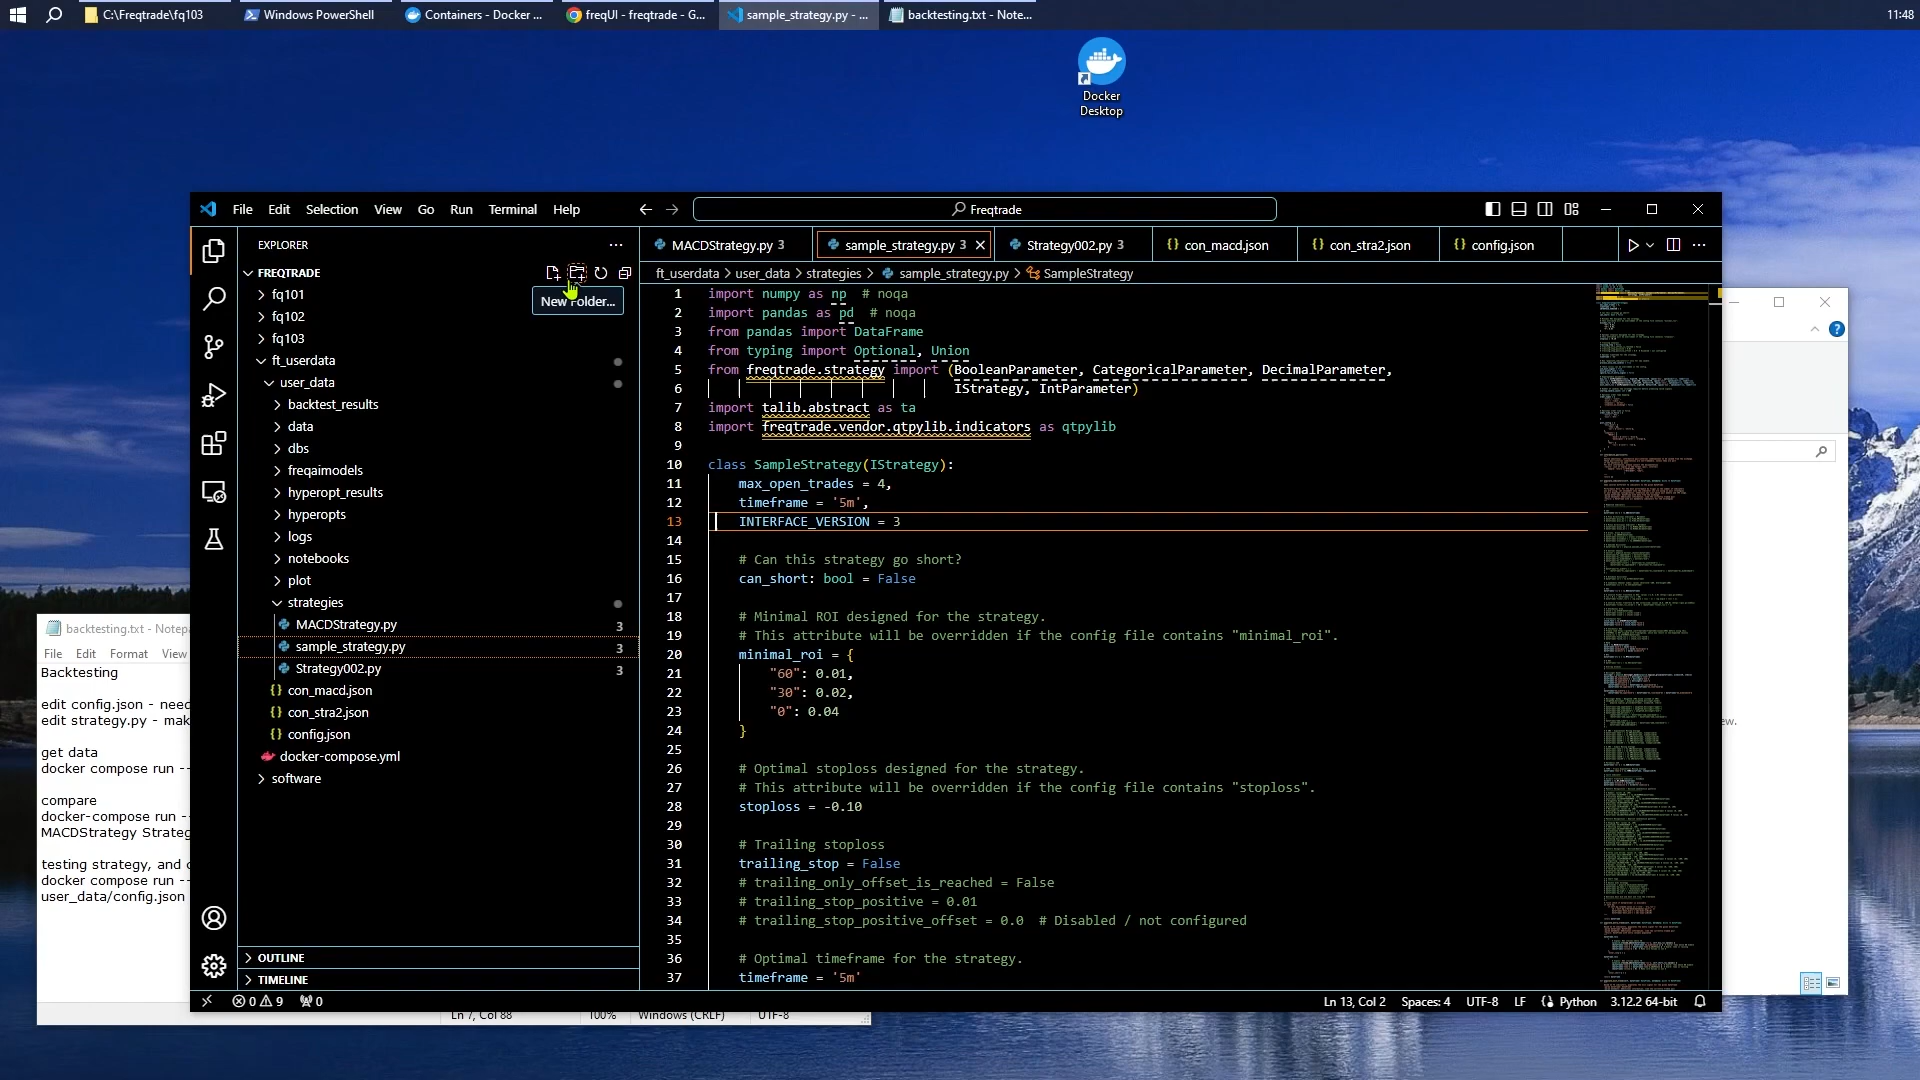 C:\Freqtrade\fq103
Windows PowerShell
Containers - Docker ...
freqUI - freqtrade - G...
sample_strategy.py - ...
backtesting.txt - Note...
11:48
Docker
Desktop
File Edit Selection View Go Run Terminal Help
Freqtrade
EXPLORER
MACDStrategy.py 3
sample_strategy.py 3
Strategy002.py 3
con_macd.json
con_stra2.json
config.json
FREQTRADE
ft_userdata > user_data > strategies > sample_strategy.py > SampleStrategy
New Folder...
fq101
fq102
fq103
ft_userdata
user_data
backtest_results
data
dbs
freqaimodels
hyperopt_results
hyperopts
logs
notebooks
plot
strategies
MACDStrategy.py 3
sample_strategy.py 3
Strategy002.py 3
con_macd.json
con_stra2.json
config.json
docker-compose.yml
software
OUTLINE
TIMELINE
1 import numpy as np  # noqa
2 import pandas as pd  # noqa
3 from pandas import DataFrame
4 from typing import Optional, Union
5 from freqtrade.strategy import (BooleanParameter, CategoricalParameter, DecimalParameter,
6 IStrategy, IntParameter)
7 import talib.abstract as ta
8 import freqtrade.vendor.qtpylib.indicators as qtpylib
9
10 class SampleStrategy(IStrategy):
11 max_open_trades = 4,
12 timeframe = '5m',
13 INTERFACE_VERSION = 3
14
15 # Can this strategy go short?
16 can_short: bool = False
17
18 # Minimal ROI designed for the strategy.
19 # This attribute will be overridden if the config file contains "minimal_roi".
20 minimal_roi = {
21 "60": 0.01,
22 "30": 0.02,
23 "0": 0.04
24 }
25
26 # Optimal stoploss designed for the strategy.
27 # This attribute will be overridden if the config file contains "stoploss".
28 stoploss = -0.10
29
30 # Trailing stoploss
31 trailing_stop = False
32 # trailing_only_offset_is_reached = False
33 # trailing_stop_positive = 0.01
34 # trailing_stop_positive_offset = 0.0  # Disabled / not configured
35
36 # Optimal timeframe for the strategy.
37 timeframe = '5m'
0 9 0
Ln 13, Col 2 Spaces: 4 UTF-8 LF Python 3.12.2 64-bit
backtesting.txt - Notepa
File Edit Format View
Backtesting
edit config.json - need
edit strategy.py - mak
get data
docker compose run --
compare
docker-compose run --
MACDStrategy Strateg
testing strategy, and c
docker compose run --
user_data/config.json
Ln 7, Col 88 100% Windows (CRLF) UTF-8
ew.